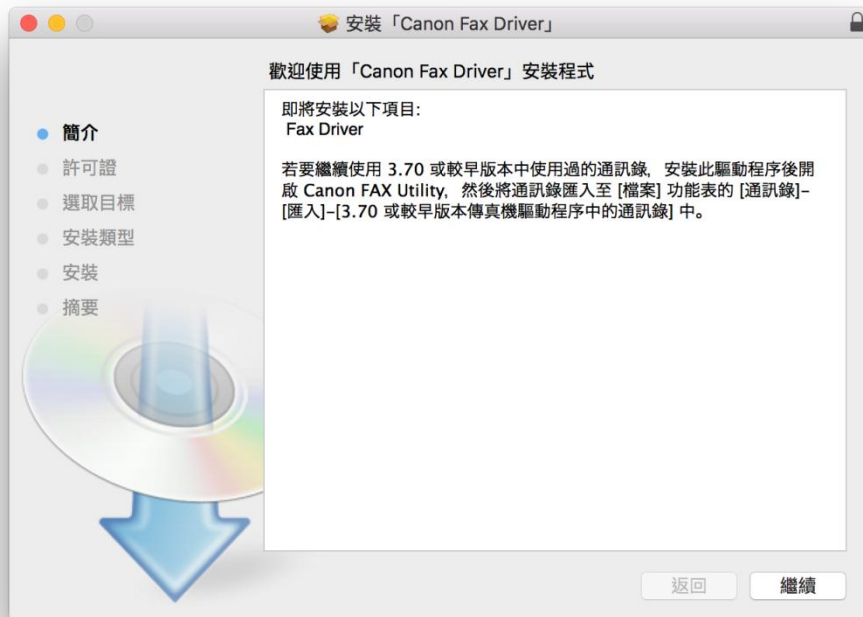 安裝「Canon Fax Driver」
歡迎使用「Canon Fax Driver」安裝程式
簡介
許可證
選取目標
安裝類型
安裝
摘要
即將安裝以下項目:
Fax Driver
若要繼續使用 3.70 或較早版本中使用過的通訊錄，安裝此驅動程序後開
啟 Canon FAX Utility，然後將通訊錄匯入至 [檔案] 功能表的 [通訊錄]-
[匯入]-[3.70 或較早版本傳真機驅動程序中的通訊錄] 中。
返回
繼續